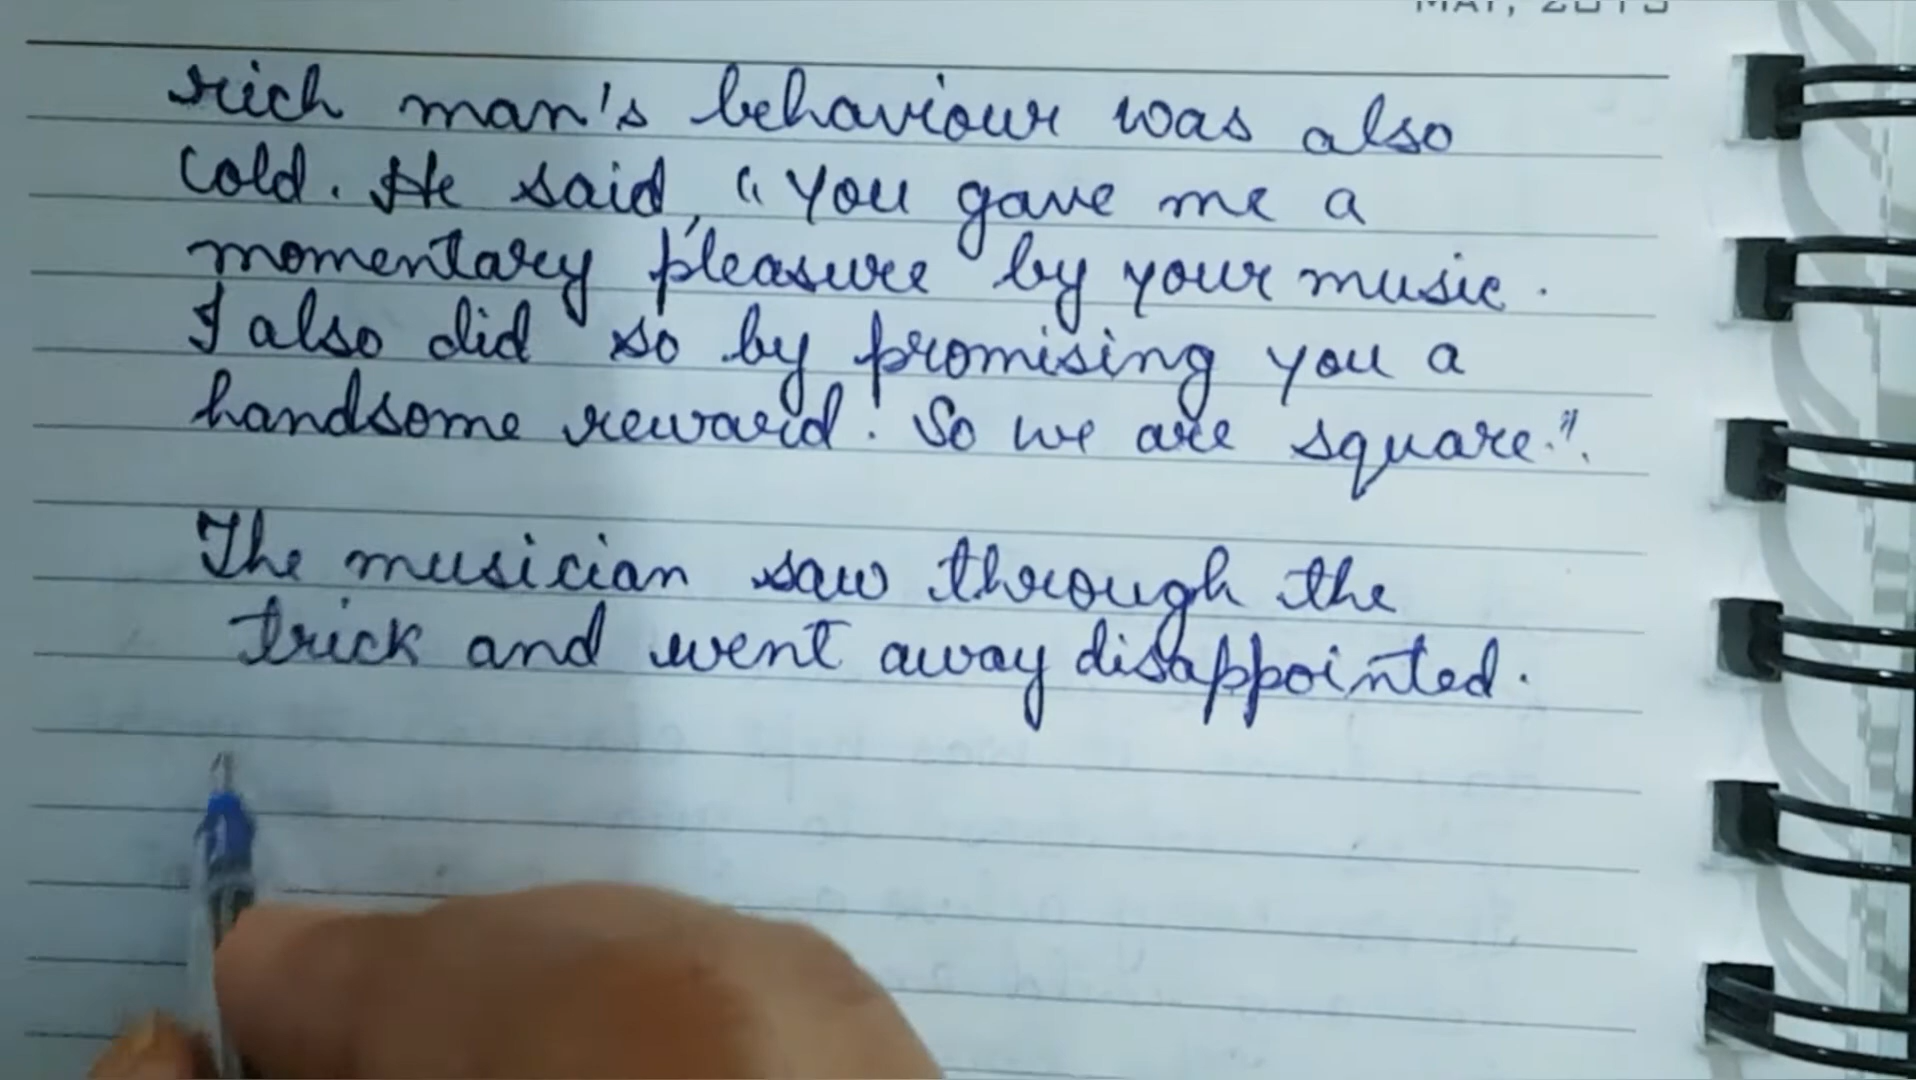 MAY, 2015
rich man's behaviour was also
cold. He said, "You gave me a
momentary pleasure by your music.
I also did so by promising you a
handsome reward. So we are square.".
The musician saw through the
trick and went away disappointed.